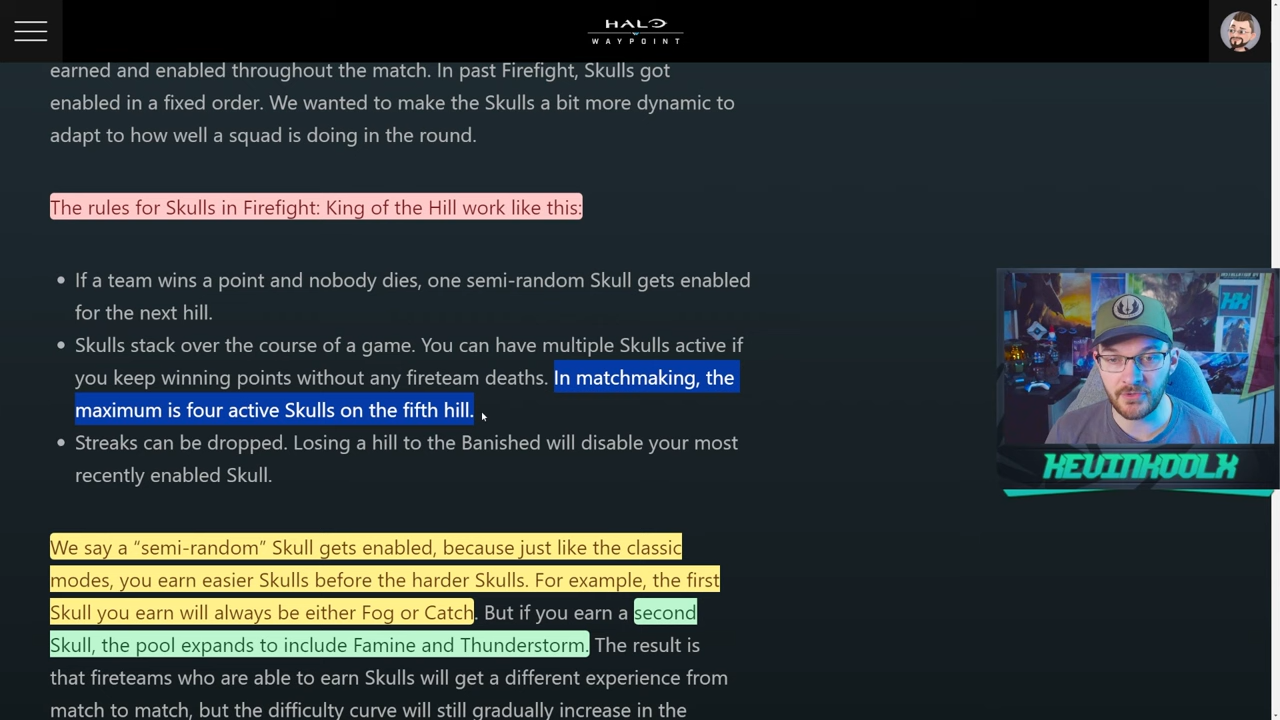 HALO
WAYPOINT
earned and enabled throughout the match. In past Firefight, Skulls got
enabled in a fixed order. We wanted to make the Skulls a bit more dynamic to
adapt to how well a squad is doing in the round.
The rules for Skulls in Firefight: King of the Hill work like this:
• If a team wins a point and nobody dies, one semi-random Skull gets enabled
for the next hill.
• Skulls stack over the course of a game. You can have multiple Skulls active if
you keep winning points without any fireteam deaths. In matchmaking, the
maximum is four active Skulls on the fifth hill.
• Streaks can be dropped. Losing a hill to the Banished will disable your most
recently enabled Skull.
We say a “semi-random” Skull gets enabled, because just like the classic
modes, you earn easier Skulls before the harder Skulls. For example, the first
Skull you earn will always be either Fog or Catch. But if you earn a second
Skull, the pool expands to include Famine and Thunderstorm. The result is
that fireteams who are able to earn Skulls will get a different experience from
match to match, but the difficulty curve will still gradually increase in the
KEVINKOOLX